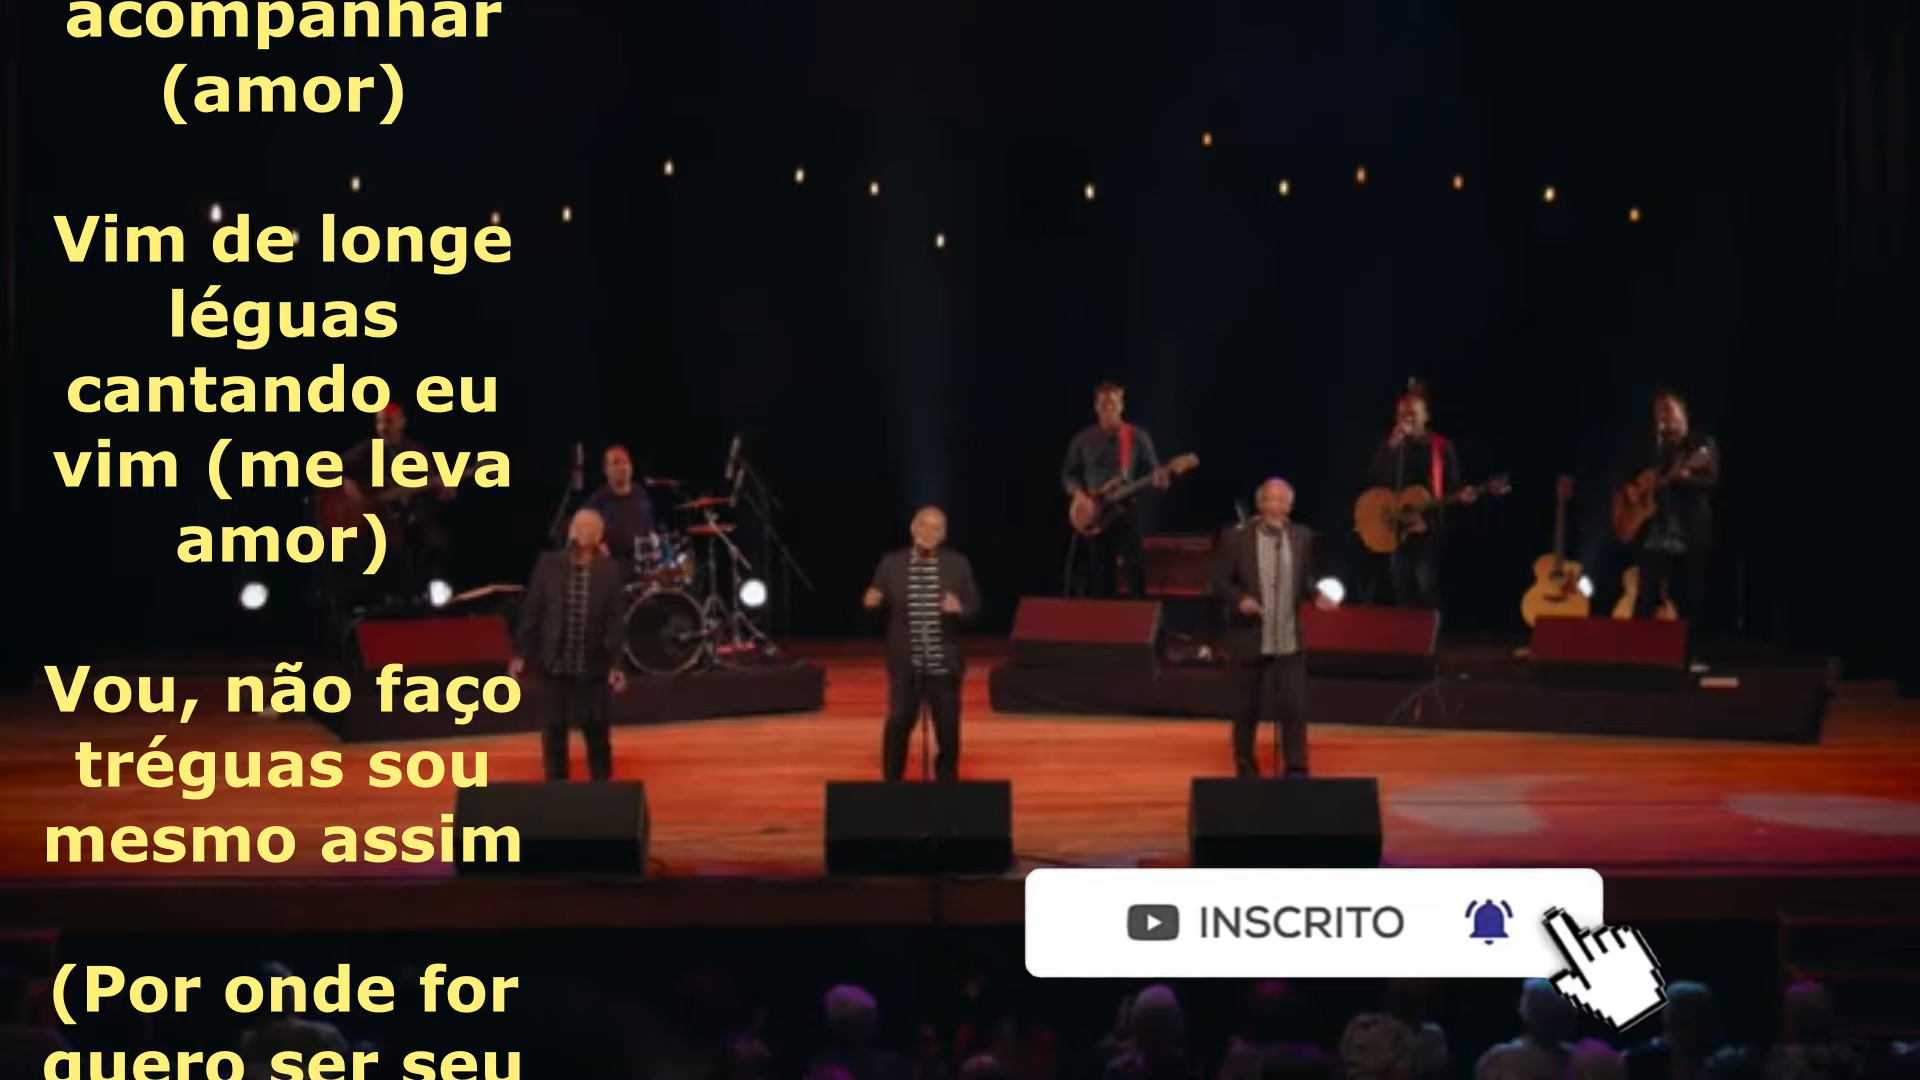 acompanhar
(amor)
Vim de longe
léguas
cantando eu
vim (me leva
amor)
Vou, não faço
tréguas sou
mesmo assim
(Por onde for
quero ser seu
INSCRITO